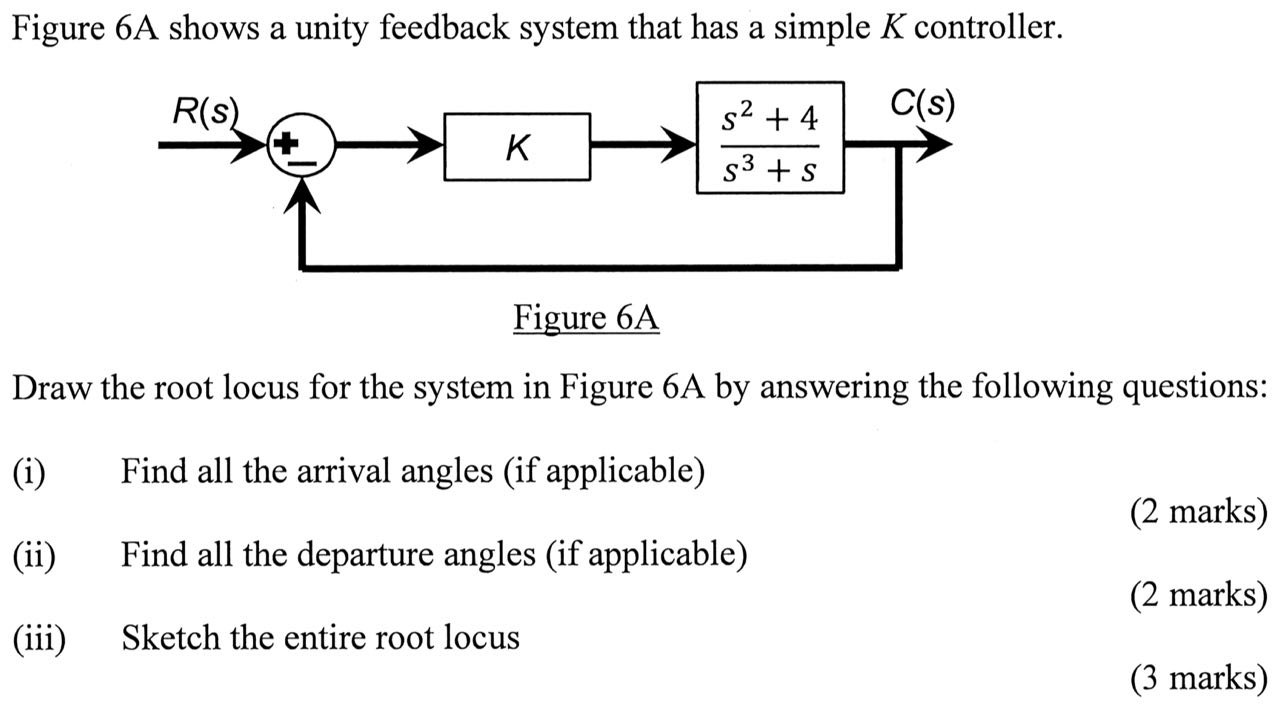 Figure 6A shows a unity feedback system that has a simple K controller.
R(s)
+
−
K
s² + 4
s³ + s
C(s)
Figure 6A
Draw the root locus for the system in Figure 6A by answering the following questions:
(i) Find all the arrival angles (if applicable)
(2 marks)
(ii) Find all the departure angles (if applicable)
(2 marks)
(iii) Sketch the entire root locus
(3 marks)